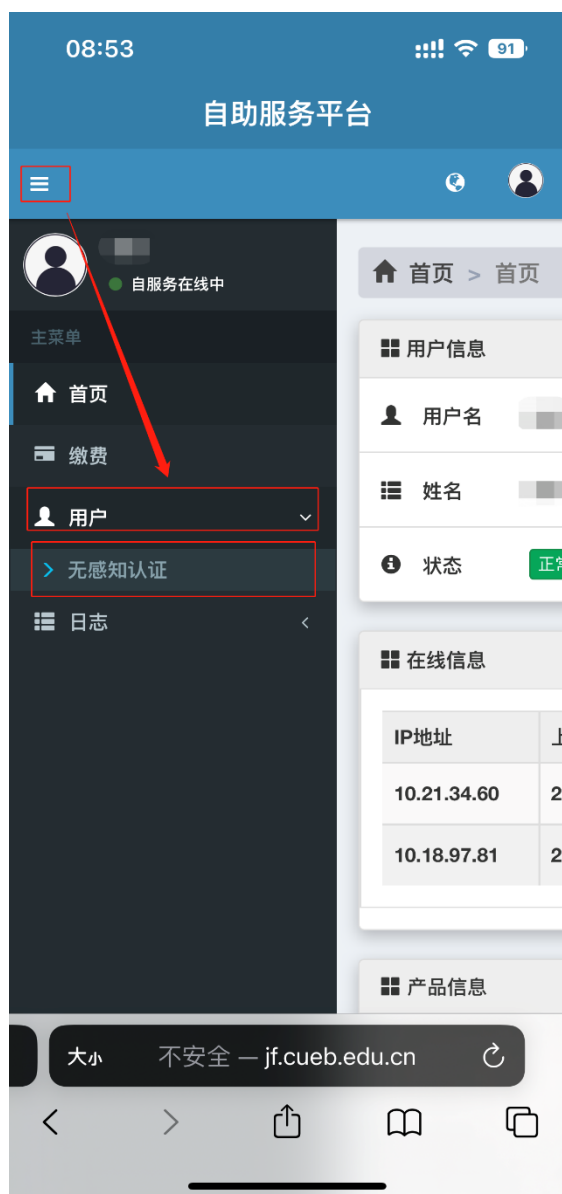 08:53
91
自助服务平台
自服务在线中
主菜单
首页
缴费
用户
无感知认证
日志
首页 > 首页
用户信息
用户名
姓名
状态
正常
在线信息
IP地址
10.21.34.60 2
10.18.97.81 2
产品信息
大小 不安全 — jf.cueb.edu.cn